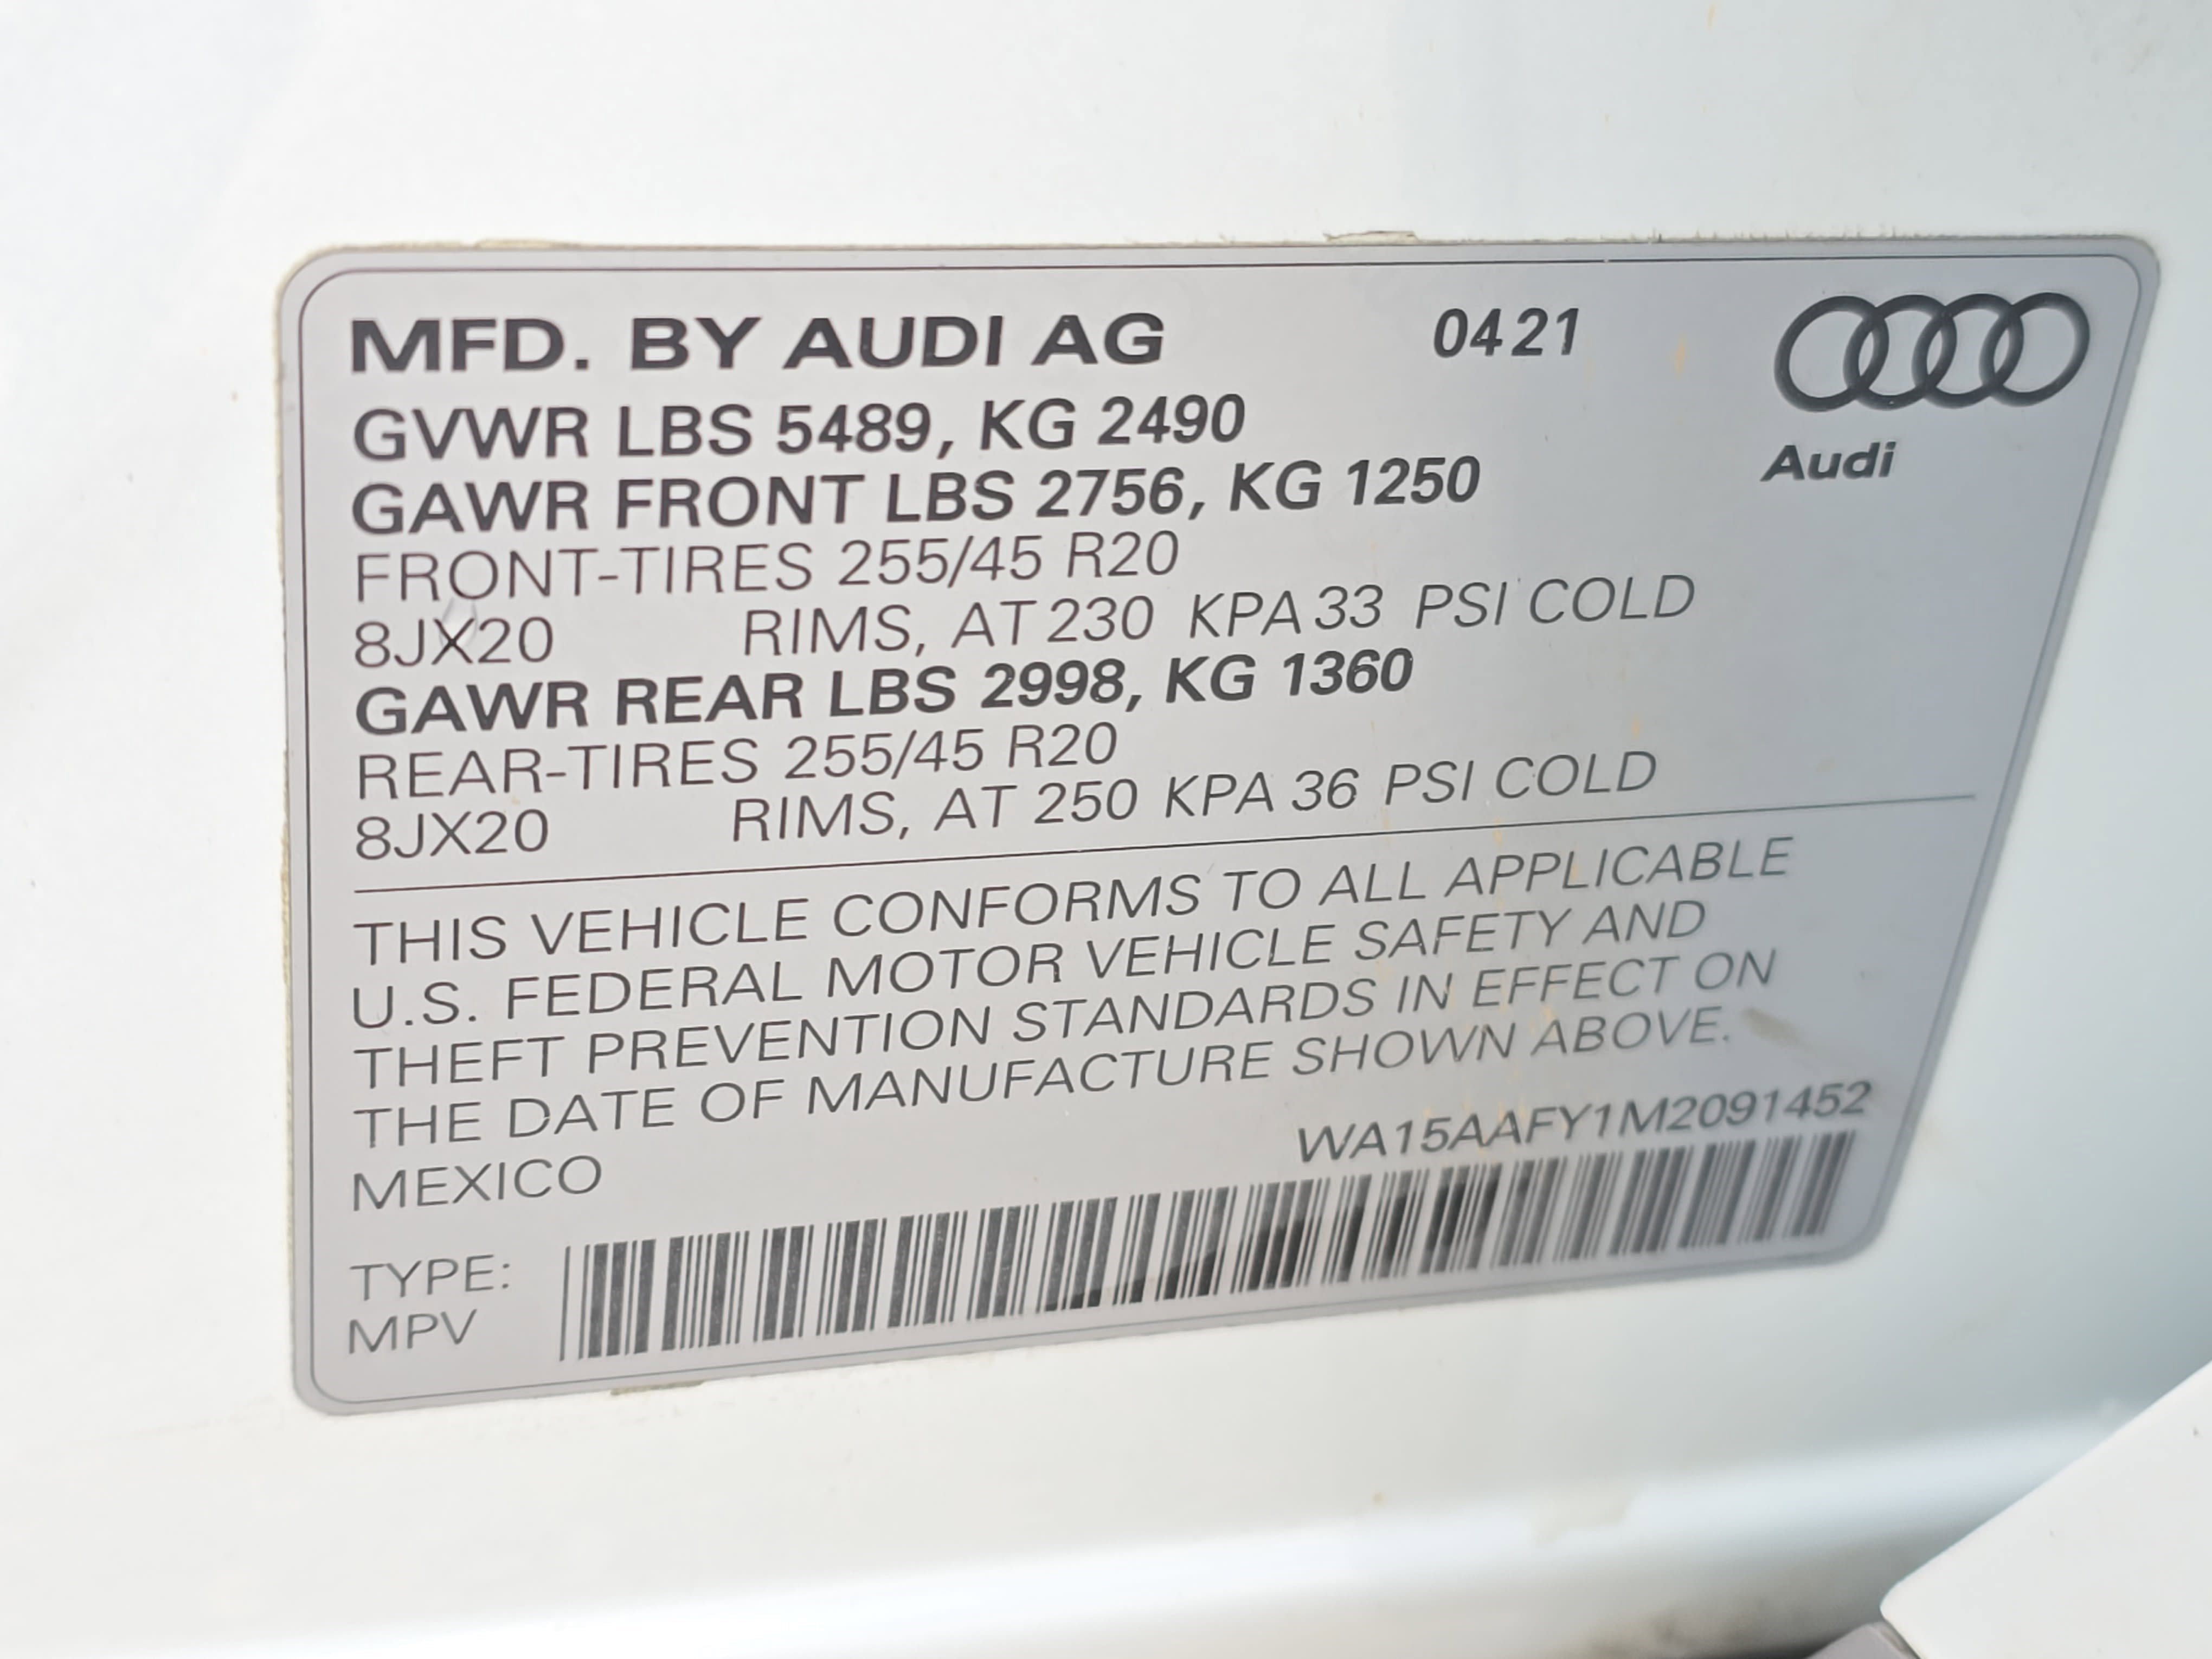 MFD. BY AUDI AG 0421
GVWR LBS 5489, KG 2490
GAWR FRONT LBS 2756, KG 1250
Audi
FRONT-TIRES 255/45 R20
8JX20 RIMS, AT 230 KPA 33 PSI COLD
GAWR REAR LBS 2998, KG 1360
REAR-TIRES 255/45 R20
8JX20 RIMS, AT 250 KPA 36 PSI COLD
THIS VEHICLE CONFORMS TO ALL APPLICABLE
U.S. FEDERAL MOTOR VEHICLE SAFETY AND
THEFT PREVENTION STANDARDS IN EFFECT ON
THE DATE OF MANUFACTURE SHOWN ABOVE.
MEXICO WA15AAFY1M2091452
TYPE:
MPV